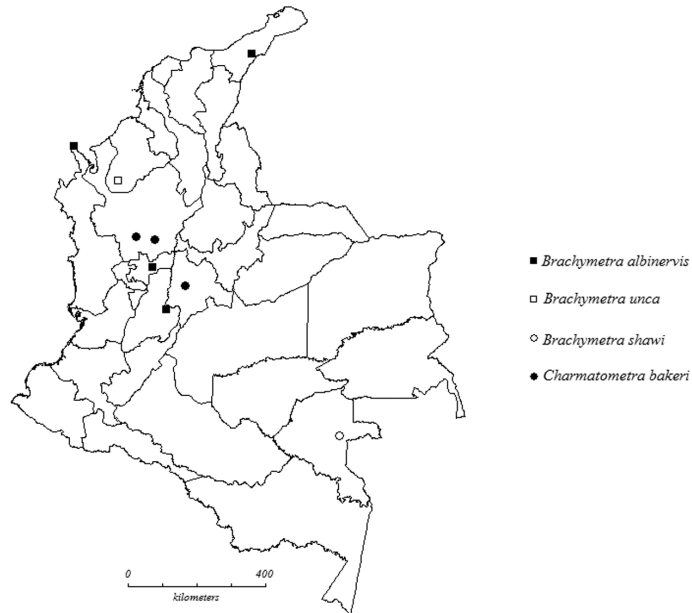 Brachymetra albinervis
Brachymetra unca
Brachymetra shawi
Charmatometra bakeri
0 400
kilometers